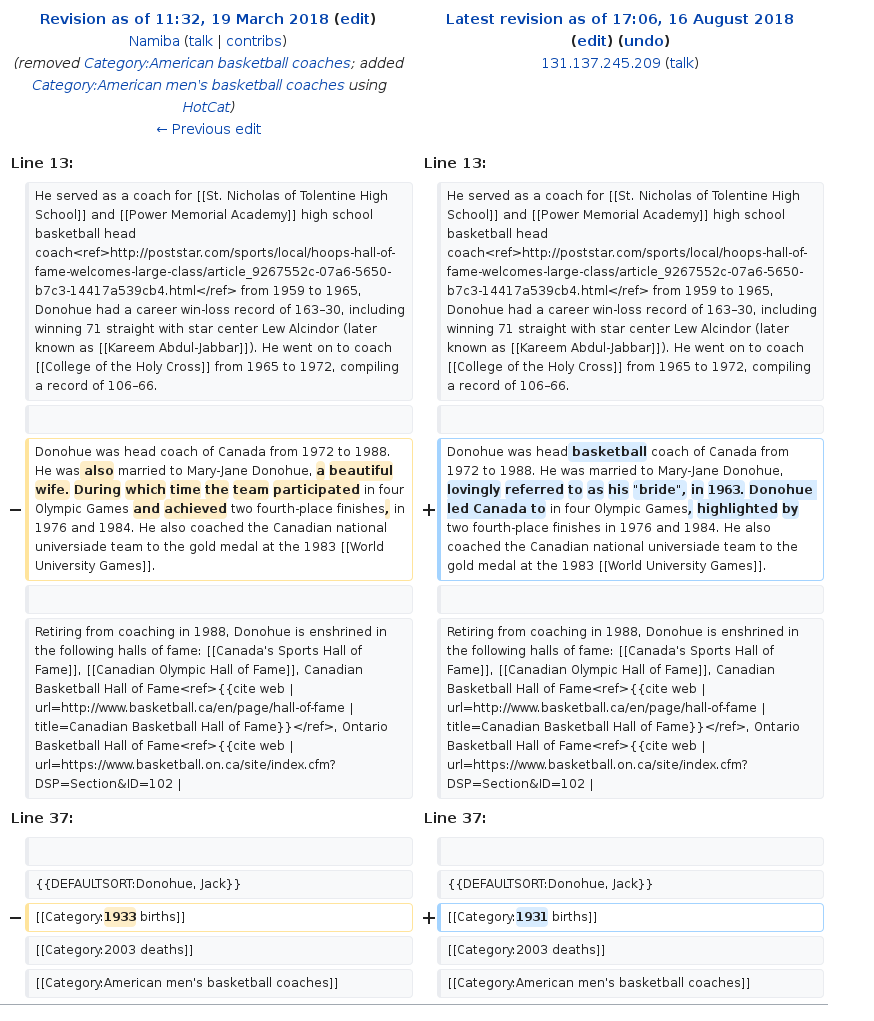 Revision as of 11:32, 19 March 2018 (edit)
Namiba (talk | contribs)
(removed Category:American basketball coaches; added
Category:American men's basketball coaches using
HotCat)
← Previous edit
Latest revision as of 17:06, 16 August 2018
(edit) (undo)
131.137.245.209 (talk)
Line 13:
Line 13:
He served as a coach for [[St. Nicholas of Tolentine High
School]] and [[Power Memorial Academy]] high school
basketball head
coach<ref>http://poststar.com/sports/local/hoops-hall-of-
fame-welcomes-large-class/article_9267552c-07a6-5650-
b7c3-14417a539cb4.html</ref> from 1959 to 1965,
Donohue had a career win-loss record of 163–30, including
winning 71 straight with star center Lew Alcindor (later
known as [[Kareem Abdul-Jabbar]]). He went on to coach
[[College of the Holy Cross]] from 1965 to 1972, compiling
a record of 106–66.
He served as a coach for [[St. Nicholas of Tolentine High
School]] and [[Power Memorial Academy]] high school
basketball head
coach<ref>http://poststar.com/sports/local/hoops-hall-of-
fame-welcomes-large-class/article_9267552c-07a6-5650-
b7c3-14417a539cb4.html</ref> from 1959 to 1965,
Donohue had a career win-loss record of 163–30, including
winning 71 straight with star center Lew Alcindor (later
known as [[Kareem Abdul-Jabbar]]). He went on to coach
[[College of the Holy Cross]] from 1965 to 1972, compiling
a record of 106–66.
−
Donohue was head coach of Canada from 1972 to 1988.
He was also married to Mary-Jane Donohue, a beautiful
wife. During which time the team participated in four
Olympic Games and achieved two fourth-place finishes, in
1976 and 1984. He also coached the Canadian national
universiade team to the gold medal at the 1983 [[World
University Games]].
+
Donohue was head basketball coach of Canada from
1972 to 1988. He was married to Mary-Jane Donohue,
lovingly referred to as his "bride", in 1963. Donohue
led Canada to in four Olympic Games, highlighted by
two fourth-place finishes in 1976 and 1984. He also
coached the Canadian national universiade team to the
gold medal at the 1983 [[World University Games]].
Retiring from coaching in 1988, Donohue is enshrined in
the following halls of fame: [[Canada's Sports Hall of
Fame]], [[Canadian Olympic Hall of Fame]], Canadian
Basketball Hall of Fame<ref>{{cite web |
url=http://www.basketball.ca/en/page/hall-of-fame |
title=Canadian Basketball Hall of Fame}}</ref>, Ontario
Basketball Hall of Fame<ref>{{cite web |
url=https://www.basketball.on.ca/site/index.cfm?
DSP=Section&ID=102 |
Retiring from coaching in 1988, Donohue is enshrined in
the following halls of fame: [[Canada's Sports Hall of
Fame]], [[Canadian Olympic Hall of Fame]], Canadian
Basketball Hall of Fame<ref>{{cite web |
url=http://www.basketball.ca/en/page/hall-of-fame |
title=Canadian Basketball Hall of Fame}}</ref>, Ontario
Basketball Hall of Fame<ref>{{cite web |
url=https://www.basketball.on.ca/site/index.cfm?
DSP=Section&ID=102 |
Line 37:
Line 37:
{{DEFAULTSORT:Donohue, Jack}}
{{DEFAULTSORT:Donohue, Jack}}
− [[Category:1933 births]]
+ [[Category:1931 births]]
[[Category:2003 deaths]]
[[Category:2003 deaths]]
[[Category:American men's basketball coaches]]
[[Category:American men's basketball coaches]]